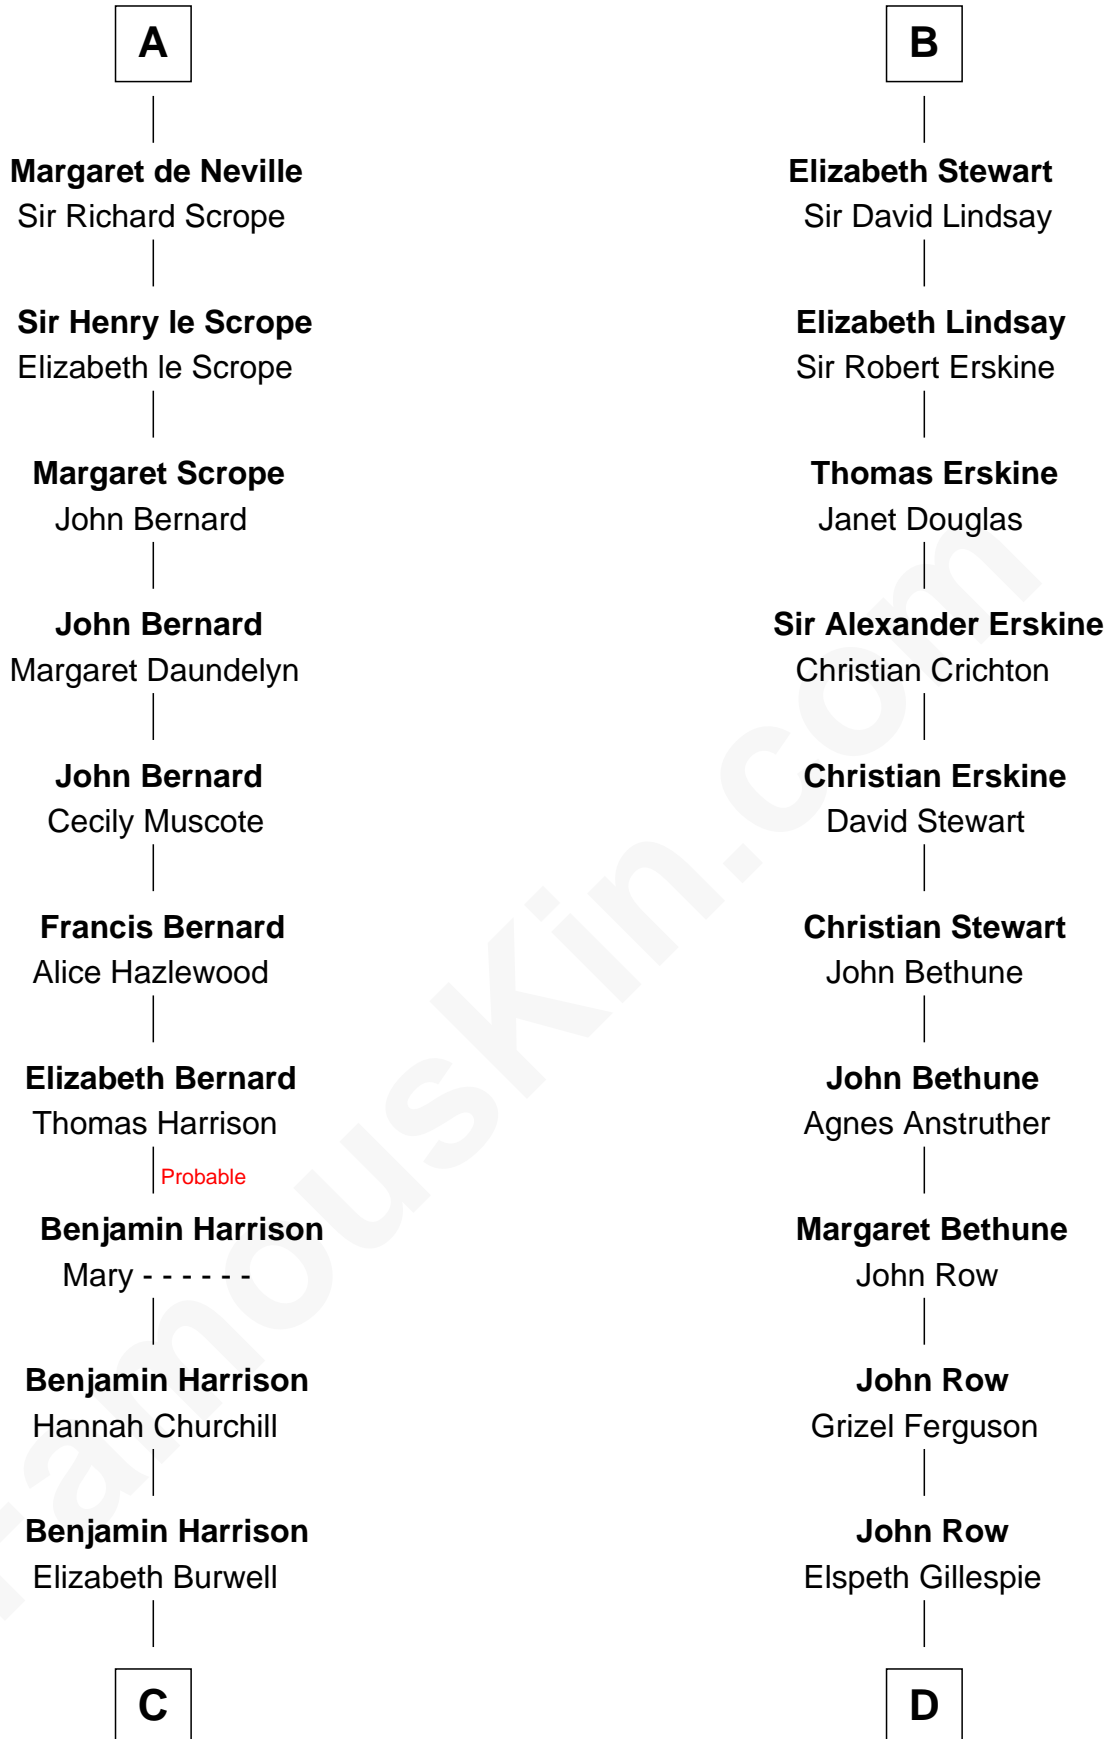 A
Margaret de Neville
Sir Richard Scrope
Sir Henry le Scrope
Elizabeth le Scrope
Margaret Scrope
John Bernard
John Bernard
Margaret Daundelyn
John Bernard
Cecily Muscote
Francis Bernard
Alice Hazlewood
Elizabeth Bernard
Thomas Harrison
Probable
Benjamin Harrison
Mary - - - - - -
Benjamin Harrison
Hannah Churchill
Benjamin Harrison
Elizabeth Burwell
C
B
Elizabeth Stewart
Sir David Lindsay
Elizabeth Lindsay
Sir Robert Erskine
Thomas Erskine
Janet Douglas
Sir Alexander Erskine
Christian Crichton
Christian Erskine
David Stewart
Christian Stewart
John Bethune
John Bethune
Agnes Anstruther
Margaret Bethune
John Row
John Row
Grizel Ferguson
John Row
Elspeth Gillespie
D
FamousKin.com